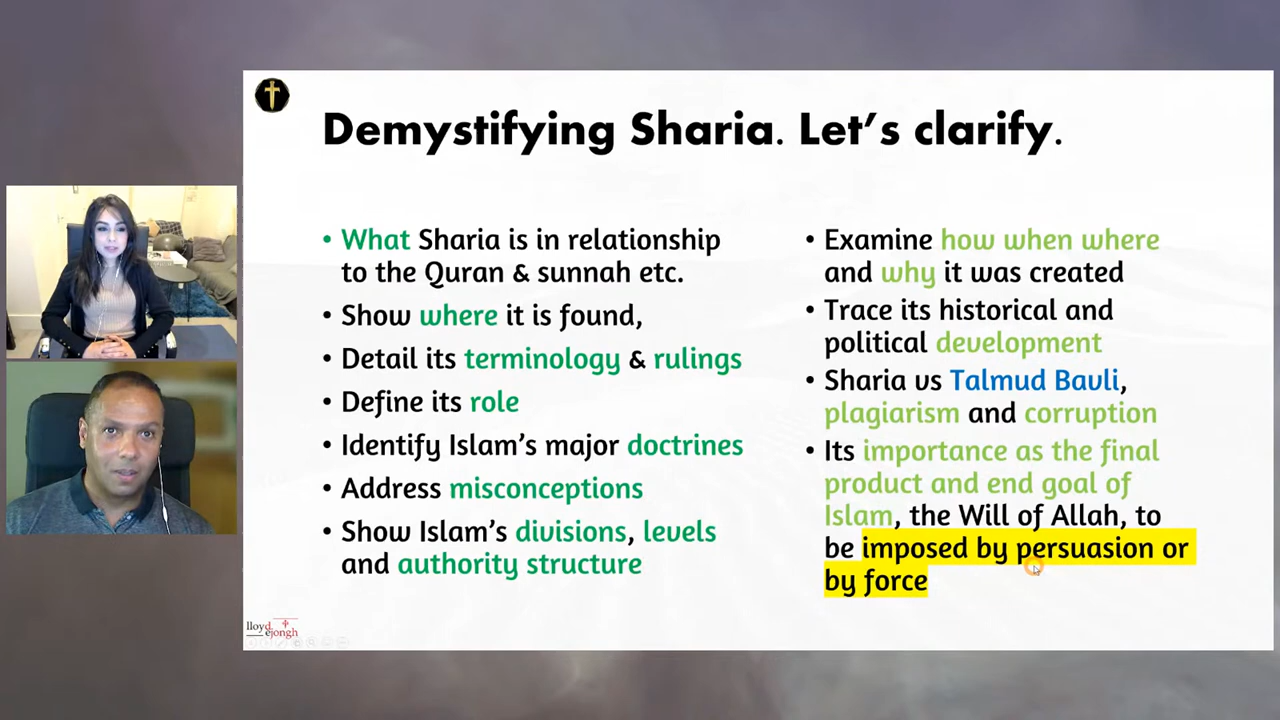 Demystifying Sharia. Let's clarify.
• What Sharia is in relationship
to the Quran & sunnah etc.
• Show where it is found,
• Detail its terminology & rulings
• Define its role
• Identify Islam's major doctrines
• Address misconceptions
• Show Islam's divisions, levels
and authority structure
• Examine how when where
and why it was created
• Trace its historical and
political development
• Sharia vs Talmud Bavli,
plagiarism and corruption
• Its importance as the final
product and end goal of
Islam, the Will of Allah, to
be imposed by persuasion or
by force
lloyd
ejongh